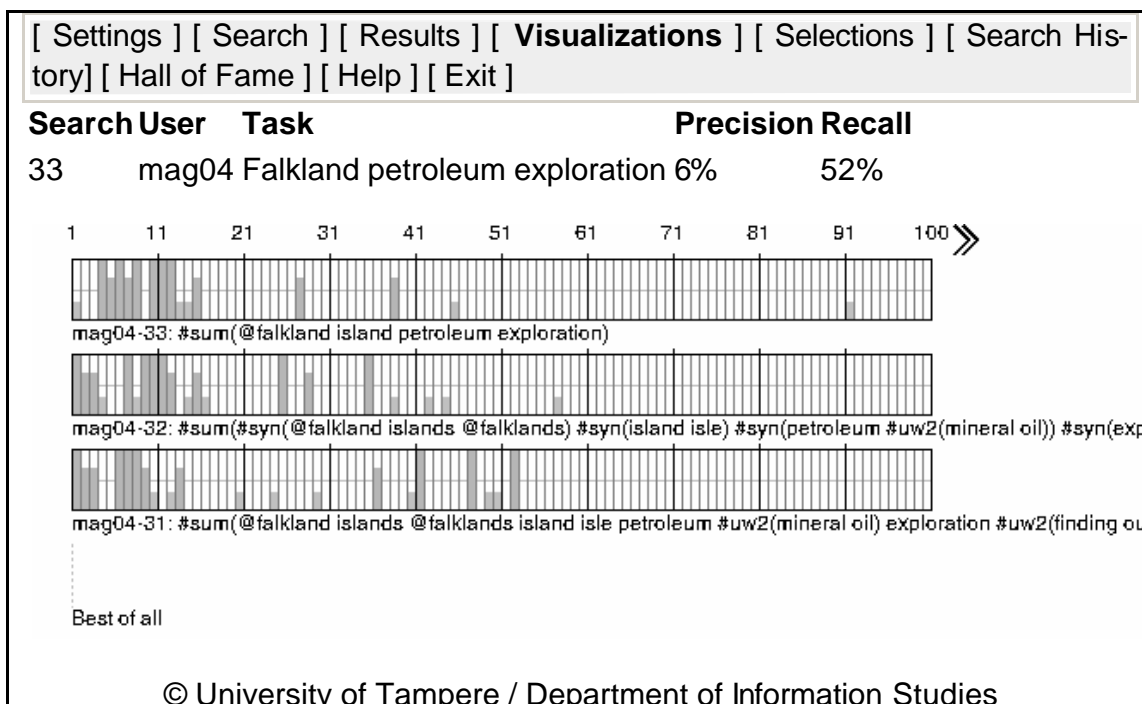 [ Settings ] [ Search ] [ Results ] [ Visualizations ] [ Selections ] [ Search His-
tory] [ Hall of Fame ] [ Help ] [ Exit ]
Search User Task Precision Recall
33 mag04 Falkland petroleum exploration 6% 52%
1 11 21 31 41 51 61 71 81 91 100
mag04-33: #sum(@falkland island petroleum exploration)
mag04-32: #sum(#syn(@falkland islands @falklands) #syn(island isle) #syn(petroleum #uw2(mineral oil)) #syn(exp
mag04-31: #sum(@falkland islands @falklands island isle petroleum #uw2(mineral oil) exploration #uw2(finding ou
Best of all
© University of Tampere / Department of Information Studies